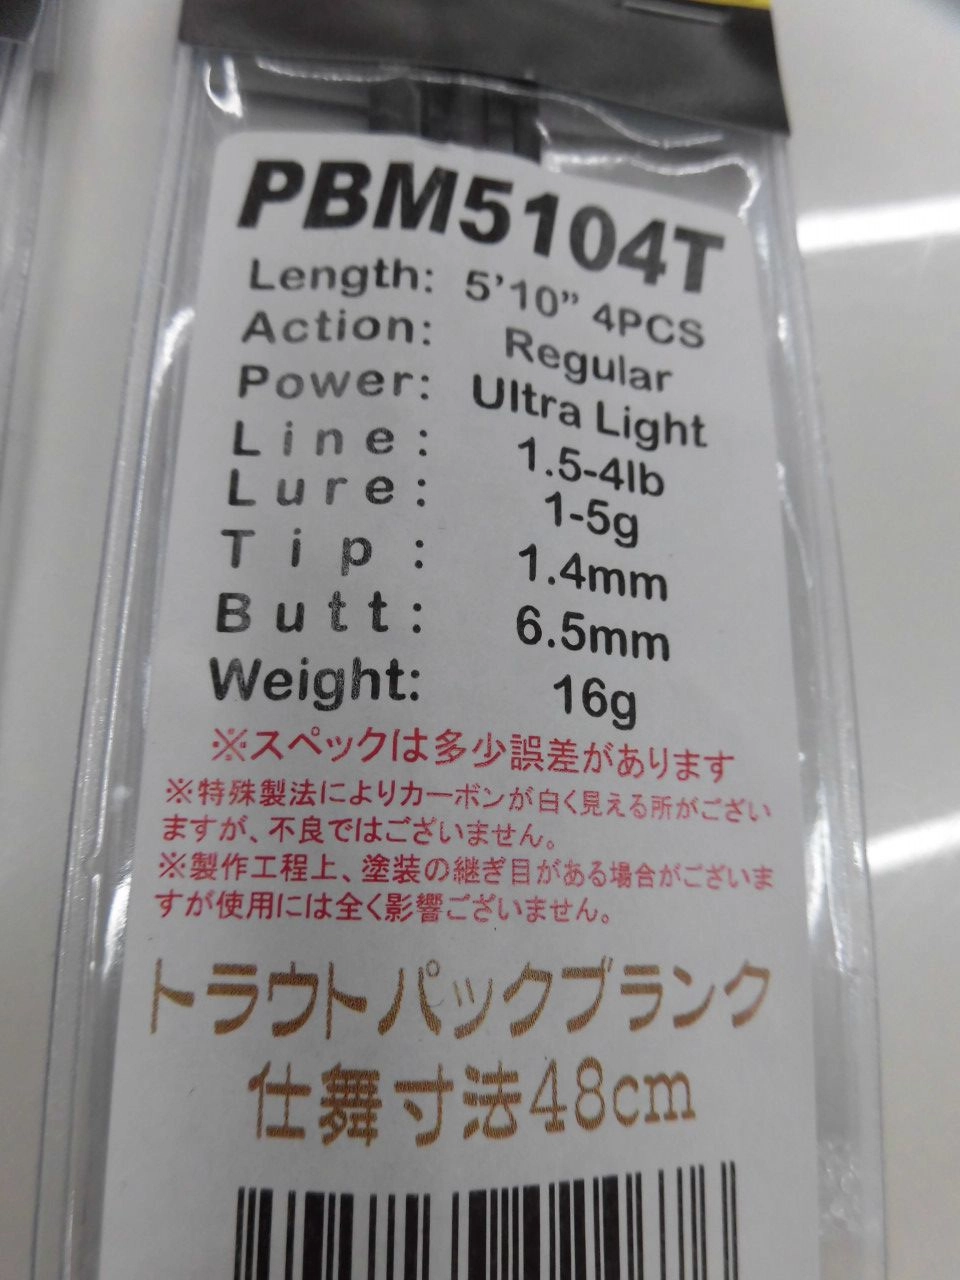 PBM5104T
Length: 5'10" 4PCS
Action: Regular
Power: Ultra Light
Line: 1.5-4lb
Lure: 1-5g
Tip: 1.4mm
Butt: 6.5mm
Weight: 16g
※スペックは多少誤差があります
※特殊製法によりカーボンが白く見える所がござい
ますが、不良ではございません。
※製作工程上、塗装の継ぎ目がある場合がございま
すが使用には全く影響ございません。
トラウトパックブランク
仕舞寸法48cm